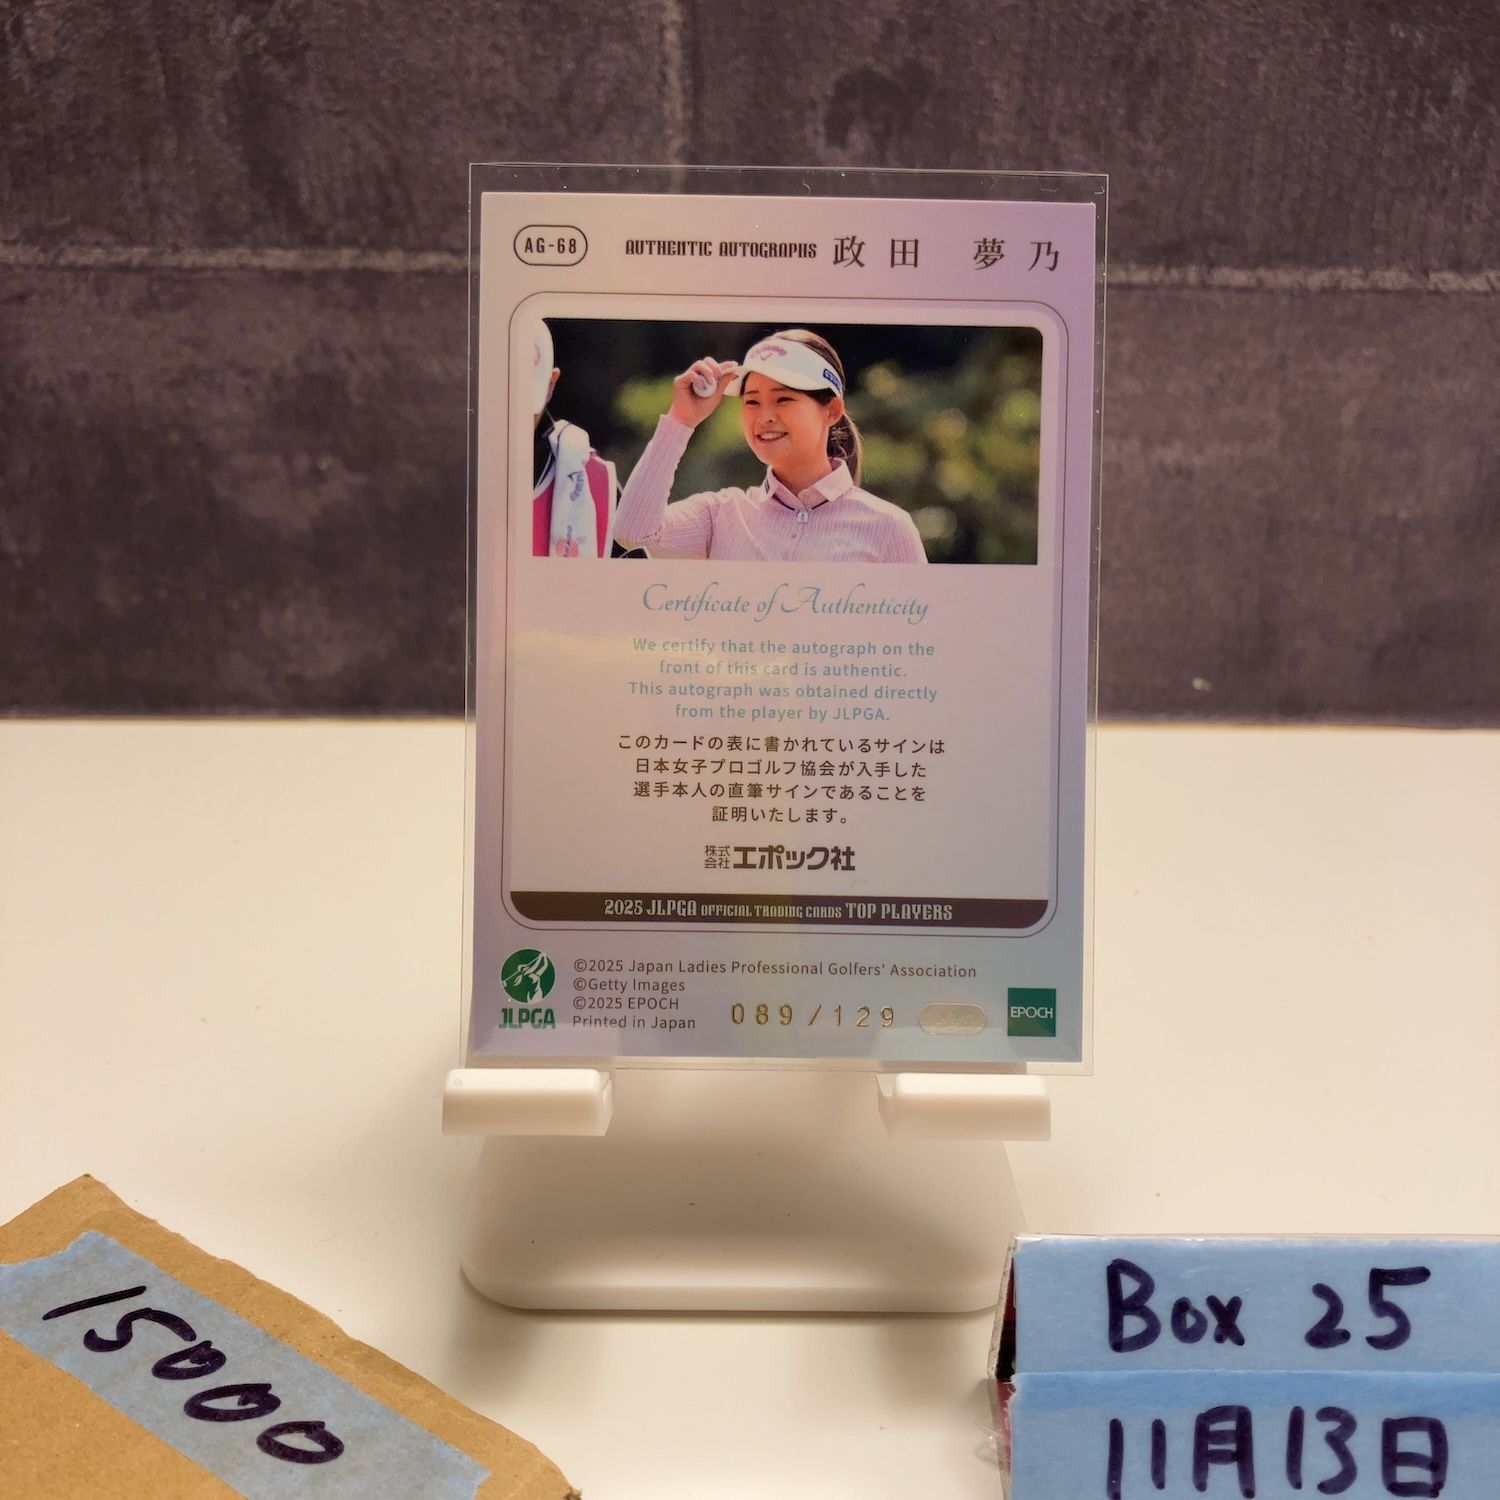 AG-68 AUTHENTIC AUTOGRAPHS 政田 夢乃
Certificate of Authenticity
We certify that the autograph on the
front of this card is authentic.
This autograph was obtained directly
from the player by JLPGA.
このカードの表に書かれているサインは
日本女子プロゴルフ協会が入手した
選手本人の直筆サインであることを
証明いたします。
株式会社エポック社
2025 JLPGA OFFICIAL TRADING CARDS TOP PLAYERS
©2025 Japan Ladies Professional Golfers' Association
©Getty Images
©2025 EPOCH
Printed in Japan
JLPGA
089/129
EPOCH
15000
Box 25
11月13日